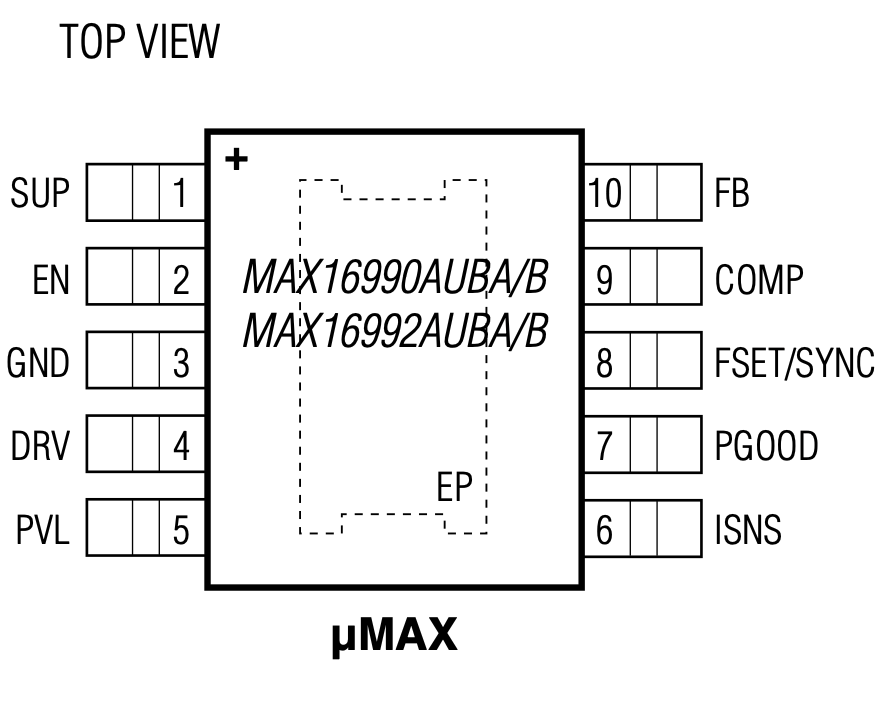 TOP VIEW
+
SUP 1
10 FB
EN 2
MAX16990AUBA/B
9 COMP
MAX16992AUBA/B
GND 3
8 FSET/SYNC
DRV 4
7 PGOOD
EP
PVL 5
6 ISNS
µMAX